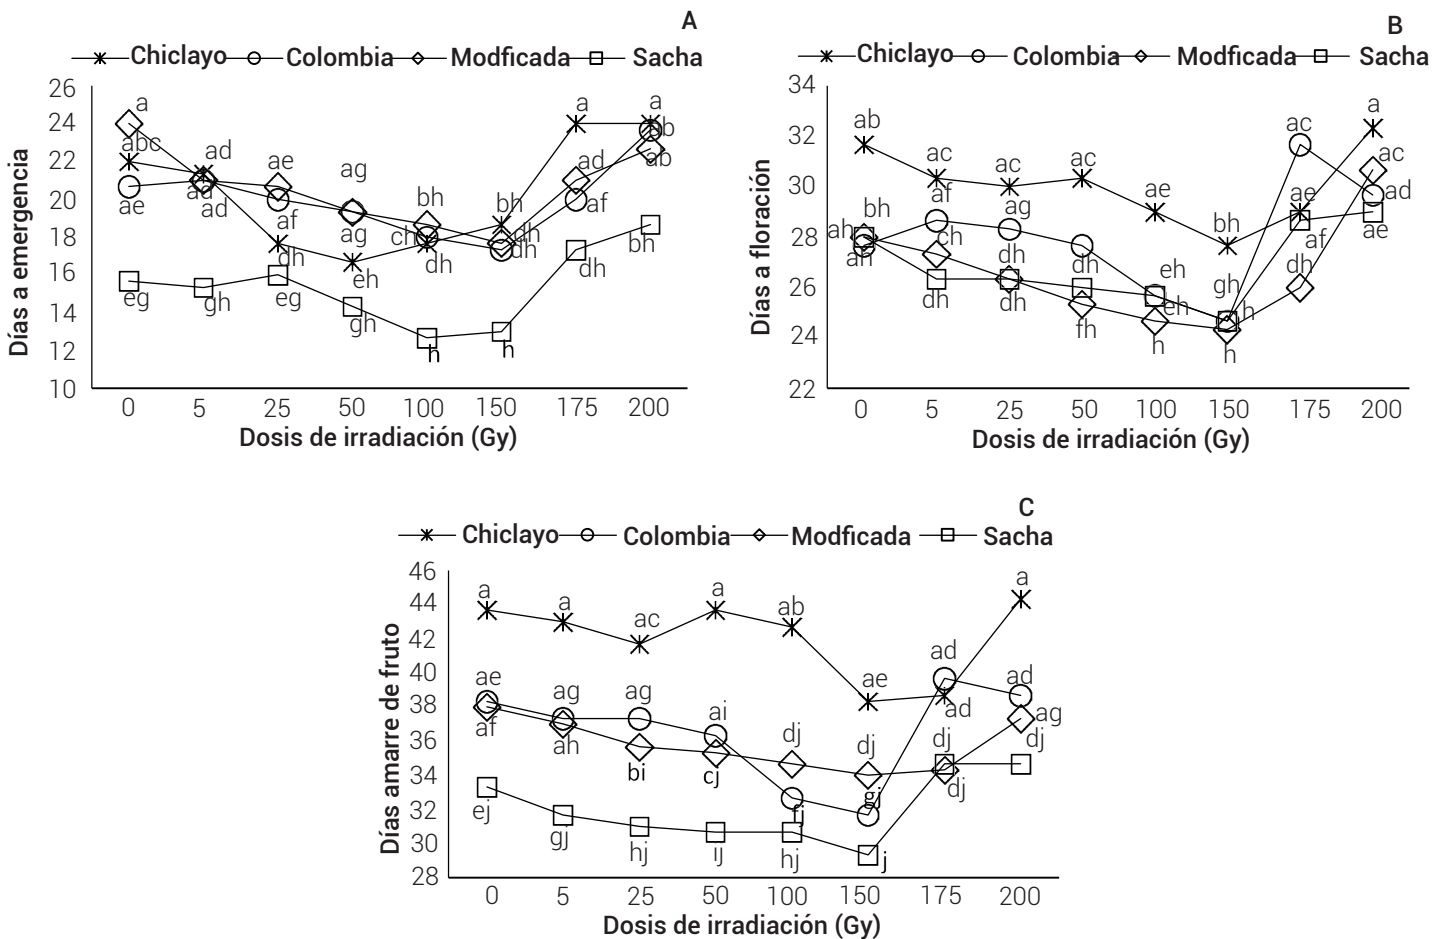 A
Chiclayo Colombia Modficada Sacha
26
24
22
20
18
16
14
12
10
Días a emergencia
a
abc
ae
eg
ad
ad
ad
gh
ae
af
dh
eg
ag
ag
eh
gh
bh
ch
dh
h
bh
dh
dh
h
a
ad
af
dh
a
ab
ab
bh
0 5 25 50 100 150 175 200
Dosis de irradiación (Gy)
B
Chiclayo Colombia Modficada Sacha
34
32
30
28
26
24
22
Días a floración
ab
bh
ah
ah
ac
af
ch
dh
ac
ag
dh
dh
ac
dh
fh
ae
eh
eh
h
bh
gh
h
h
ac
ae
af
dh
a
ac
ad
ae
0 5 25 50 100 150 175 200
Dosis de irradiación (Gy)
C
Chiclayo Colombia Modficada Sacha
46
44
42
40
38
36
34
32
30
28
Días amarre de fruto
a
ae
af
ej
a
ag
ah
gj
ac
ag
bi
hj
a
ai
cj
ij
ab
dj
fj
hj
ae
dj
gj
j
ad
ad
dj
dj
a
ad
ag
dj
0 5 25 50 100 150 175 200
Dosis de irradiación (Gy)